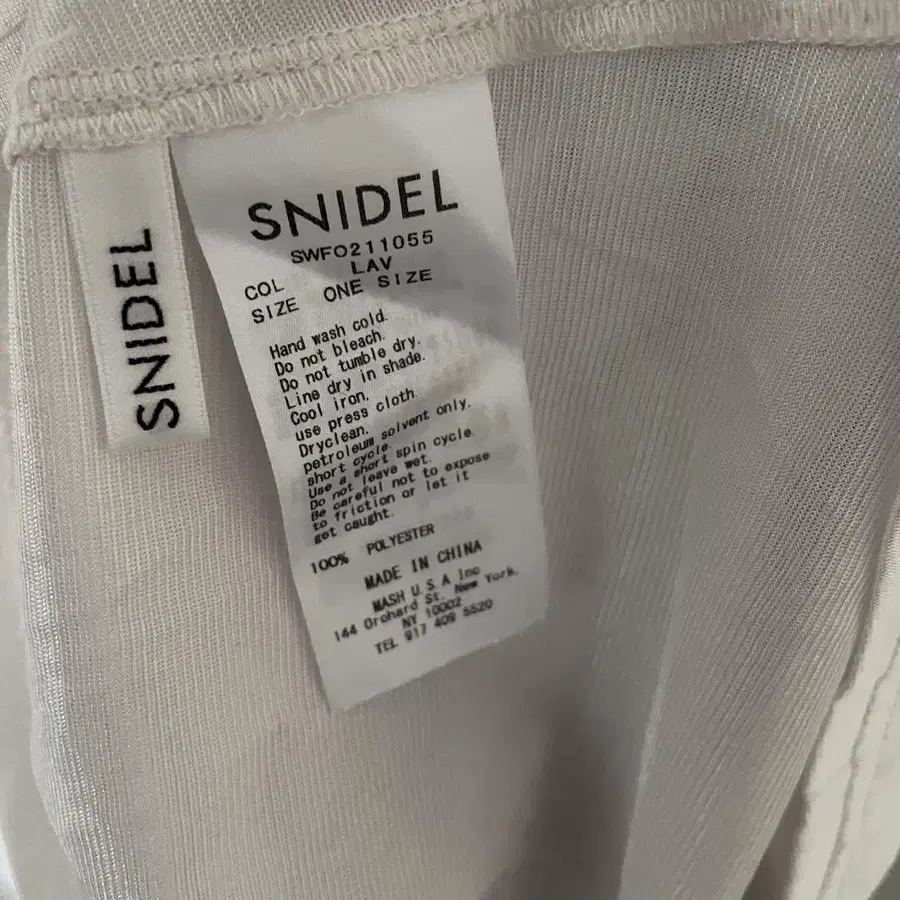 SNIDEL
SNIDEL
SWFO211055
COL LAV
SIZE ONE SIZE
Hand wash cold.
Do not bleach.
Do not tumble dry.
Line dry in shade.
Cool iron,
use press cloth.
Dryclean.
petroleum solvent only.
short cycle.
Use a short spin cycle.
Do not leave wet.
Be careful not to expose
to friction or let it
get caught.
100% POLYESTER
MADE IN CHINA
MASH U.S.A Inc
144 Orchard St. New York.
NY 10002
TEL 917 409 5520